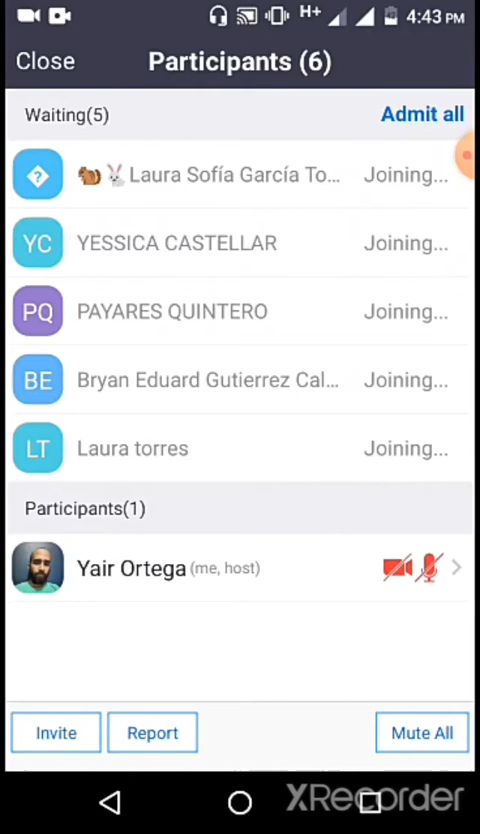 H+ 4:43 PM
Close Participants (6)
Waiting(5) Admit all
? 🐿️🐰Laura Sofía García To... Joining...
YC YESSICA CASTELLAR Joining...
PQ PAYARES QUINTERO Joining...
BE Bryan Eduard Gutierrez Cal... Joining...
LT Laura torres Joining...
Participants(1)
Yair Ortega (me, host)
Invite Report Mute All
XRecorder